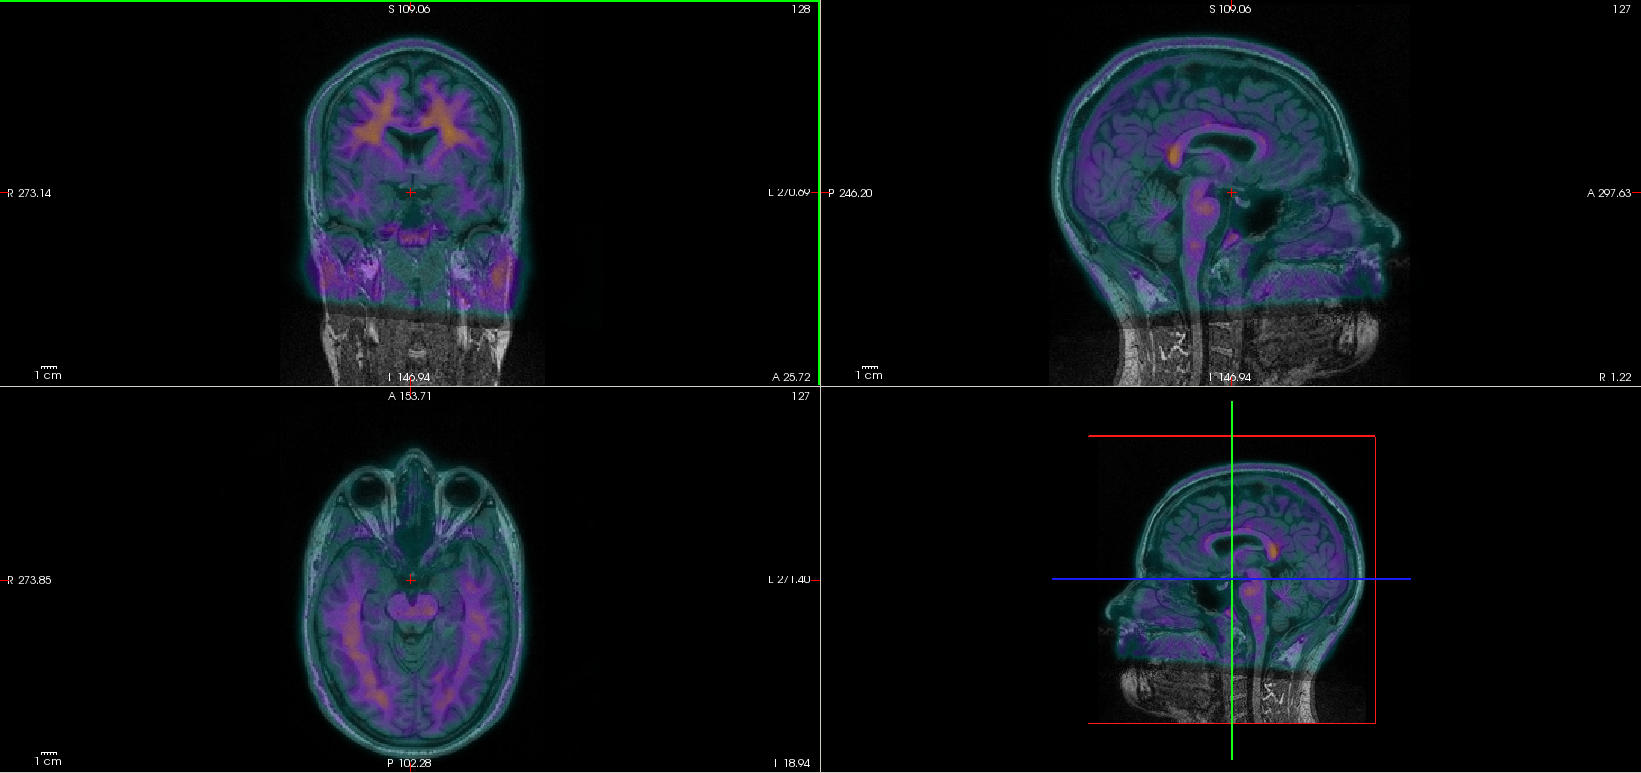 S 109.06
128
R 273.14
L 270.69
1 cm
I 146.94
A 25.72
S 109.06
127
P 246.20
A 297.63
1 cm
I 146.94
R 1.22
A 153.71
127
R 273.85
L 271.40
1 cm
P 102.28
I 18.94